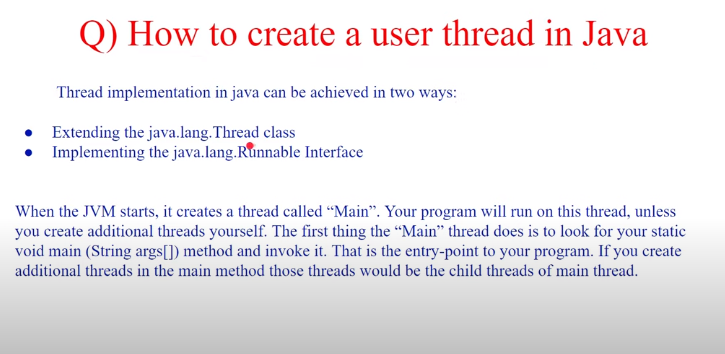 Q) How to create a user thread in Java
Thread implementation in java can be achieved in two ways:
● Extending the java.lang.Thread class
● Implementing the java.lang.Runnable Interface
When the JVM starts, it creates a thread called “Main”. Your program will run on this thread, unless
you create additional threads yourself. The first thing the “Main” thread does is to look for your static
void main (String args[]) method and invoke it. That is the entry-point to your program. If you create
additional threads in the main method those threads would be the child threads of main thread.